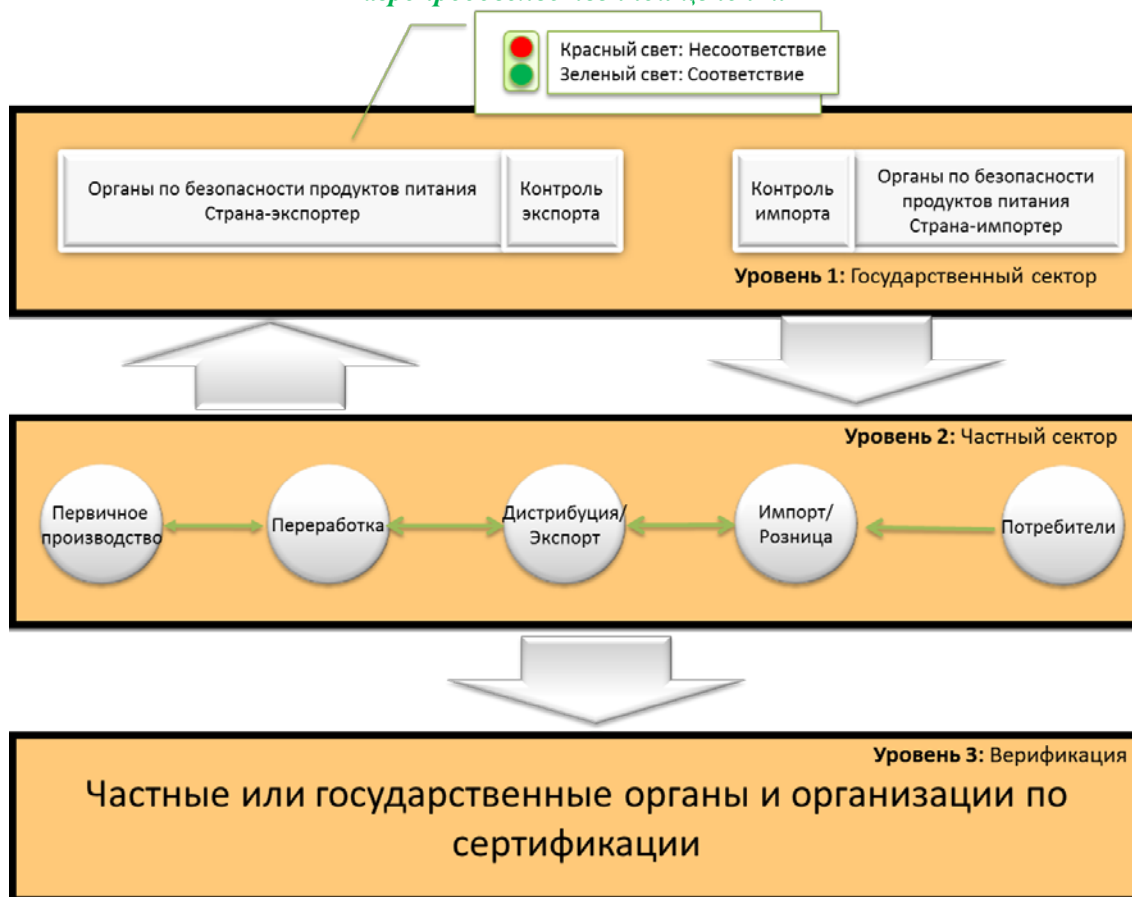 Красный свет: Несоответствие
Зеленый свет: Соответствие
Органы по безопасности продуктов питания
Страна-экспортер
Контроль
экспорта
Контроль
импорта
Органы по безопасности
продуктов питания
Страна-импортер
Уровень 1: Государственный сектор
Уровень 2: Частный сектор
Первичное
производство
Переработка
Дистрибуция/
Экспорт
Импорт/
Розница
Потребители
Уровень 3: Верификация
Частные или государственные органы и организации по
сертификации